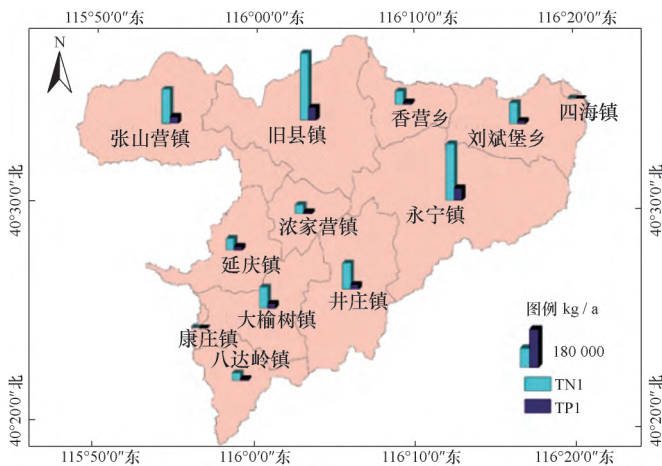 115°50′0″东 116°0′0″东 116°10′0″东 116°20′0″东
N
张山营镇
旧县镇
香营乡
刘斌堡乡
四海镇
40°30′0″北
40°30′0″北
永宁镇
浓家营镇
延庆镇
井庄镇
大榆树镇
康庄镇
八达岭镇
图例 kg / a
180 000
TN1
TP1
40°20′0″北
40°20′0″北
115°50′0″东 116°0′0″东 116°10′0″东 116°20′0″东